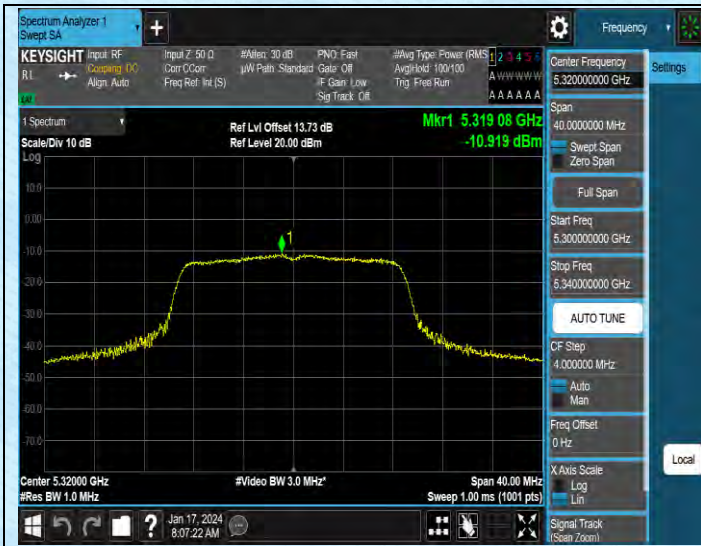 Spectrum Analyzer 1
Swept SA
+
Frequency
KEYSIGHT
RL
Input: RF
Coupling: DC
Align: Auto
Input Z: 50 Ω
Corr CCorr
Freq Ref: Int (S)
#Atten: 30 dB
µW Path: Standard
PNO: Fast
Gate: Off
IF Gain: Low
Sig Track: Off
#Avg Type: Power (RMS
Avg|Hold: 100/100
Trig: Free Run
1 2 3 4 5 6
A W W W W W
A A A A A A
1 Spectrum
Scale/Div 10 dB
Ref Lvl Offset 13.73 dB
Ref Level 20.00 dBm
Mkr1 5.319 08 GHz
-10.919 dBm
Log
10.0
0.00
-10.0
-20.0
-30.0
-40.0
-50.0
-60.0
-70.0
1
Center 5.32000 GHz
#Res BW 1.0 MHz
#Video BW 3.0 MHz*
Span 40.00 MHz
Sweep 1.00 ms (1001 pts)
Center Frequency
5.320000000 GHz
Span
40.0000000 MHz
Swept Span
Zero Span
Full Span
Start Freq
5.300000000 GHz
Stop Freq
5.340000000 GHz
AUTO TUNE
CF Step
4.000000 MHz
Auto
Man
Freq Offset
0 Hz
X Axis Scale
Log
Lin
Signal Track
(Span Zoom)
Settings
Local
?
Jan 17, 2024
8:07:22 AM